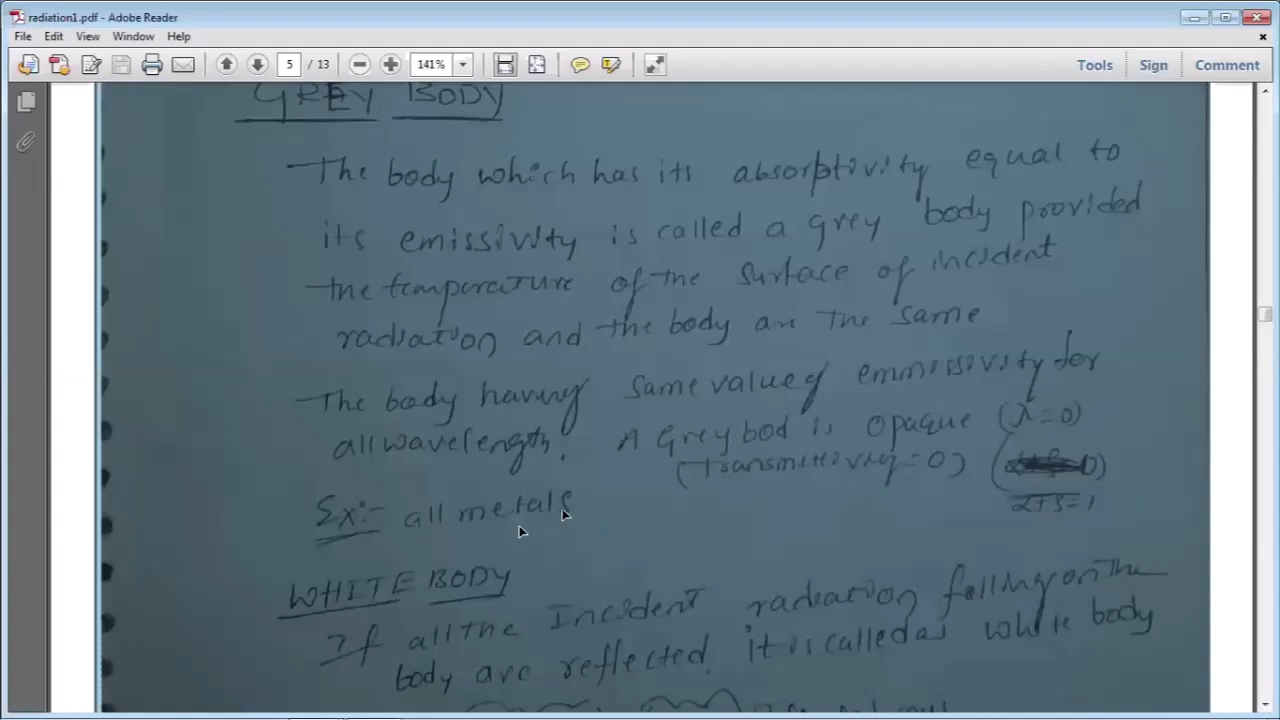 radiation1.pdf - Adobe Reader
File Edit View Window Help
5 / 13 141% Tools Sign Comment
GREY BODY
The body which has its absorptivity equal to
its emissivity is called a grey body provided
the temperature of the surface of incident
radiation and the body are the same
The body having same value of emmissivity for
all wavelength. A Grey bod is opaque (λ=0)
(Transmittivity=0)
α+ρ=1
Ex:- all metals
WHITE BODY
If all the Incident radiation falling on the
body are reflected, it is called as white body